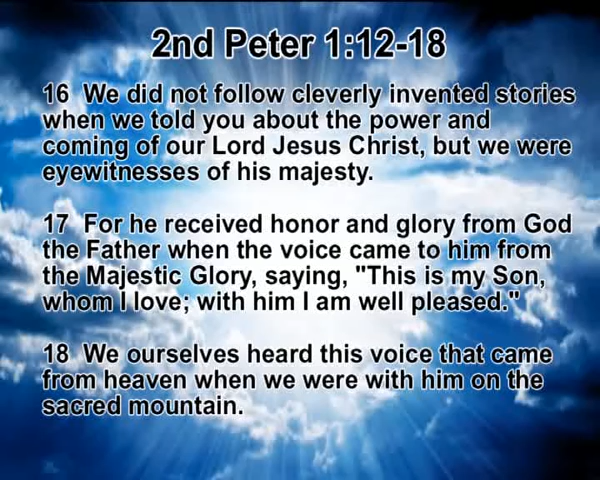 2nd Peter 1:12-18
16 We did not follow cleverly invented stories
when we told you about the power and
coming of our Lord Jesus Christ, but we were
eyewitnesses of his majesty.
17 For he received honor and glory from God
the Father when the voice came to him from
the Majestic Glory, saying, "This is my Son,
whom I love; with him I am well pleased."
18 We ourselves heard this voice that came
from heaven when we were with him on the
sacred mountain.